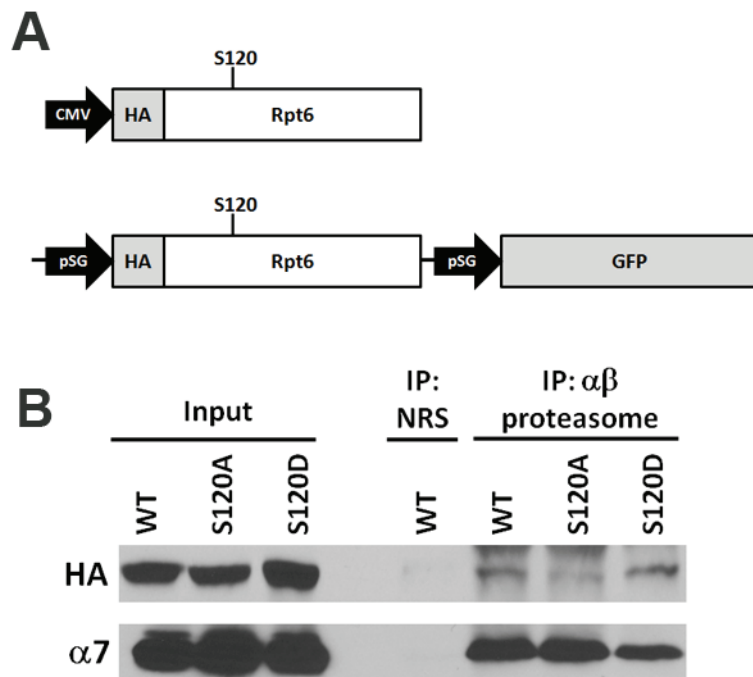 A
S120
CMV HA Rpt6
S120
pSG HA Rpt6 pSG GFP
B
Input IP: NRS IP: αβ proteasome
WT S120A S120D WT WT S120A S120D
HA
α7